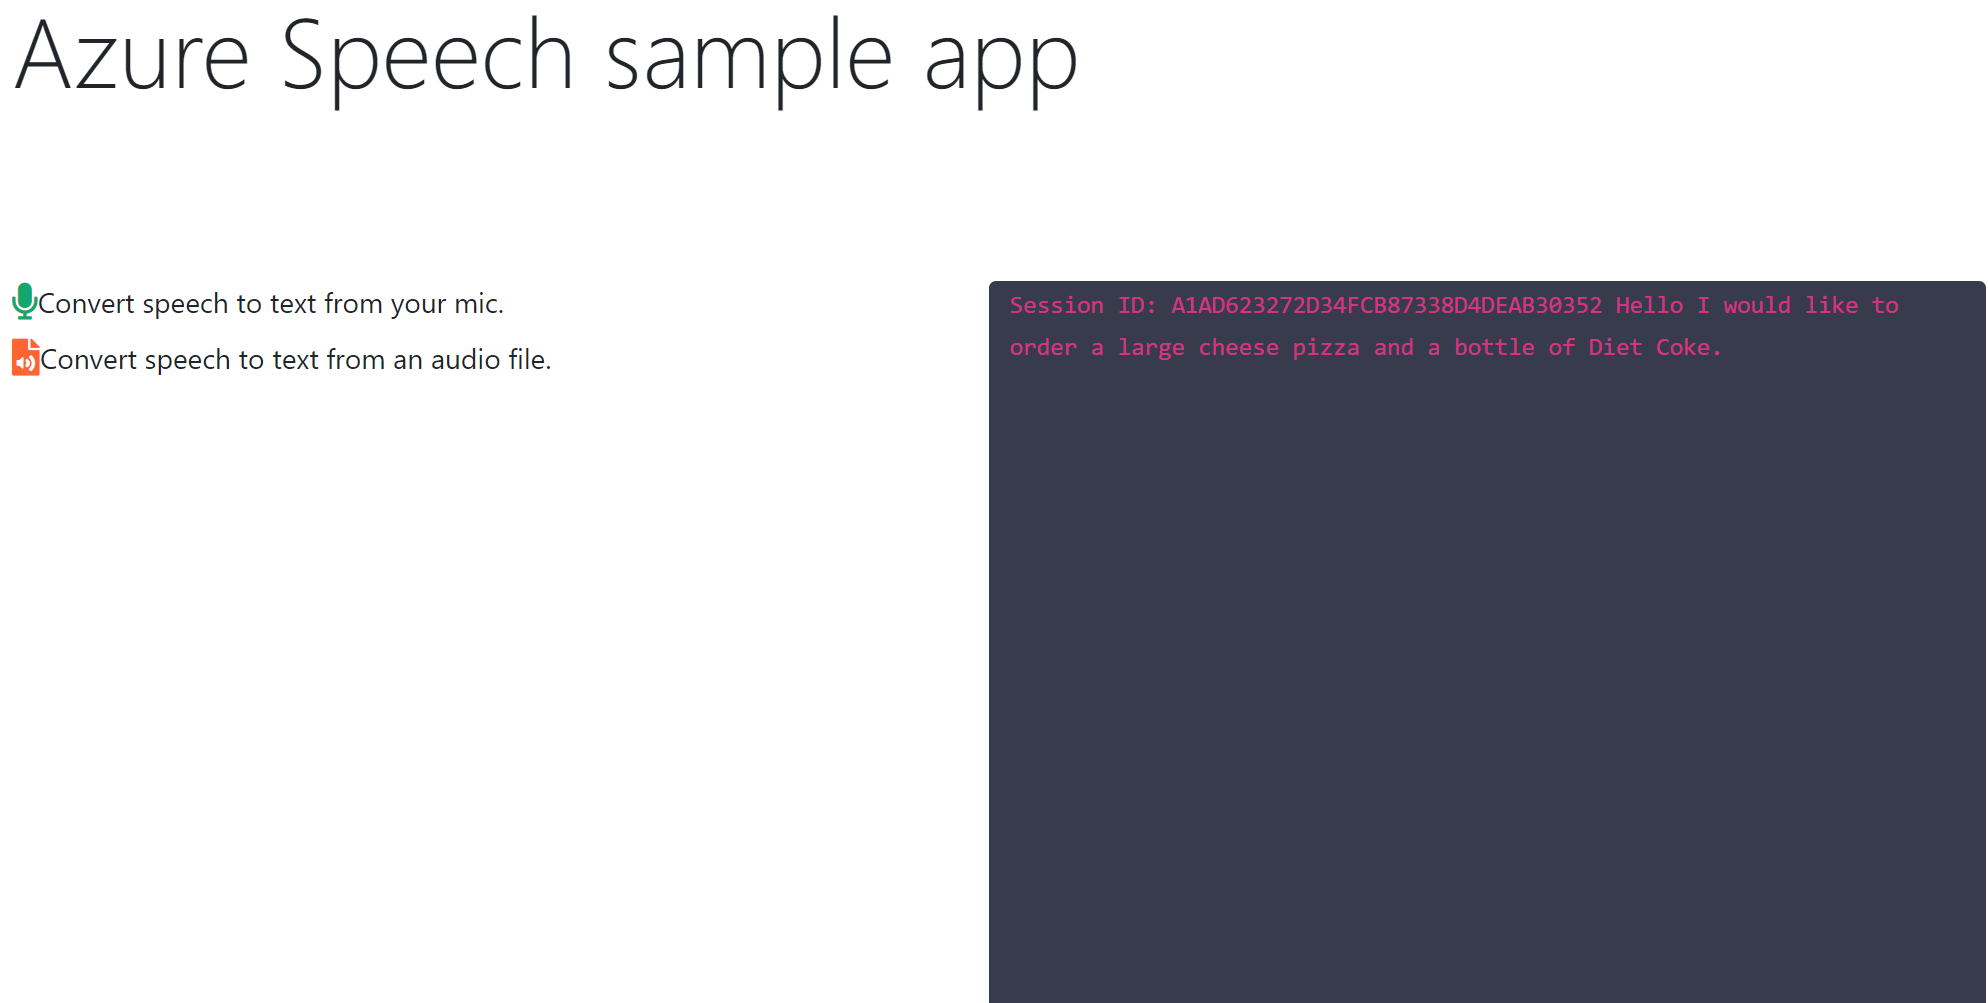 Azure Speech sample app
Convert speech to text from your mic.
Convert speech to text from an audio file.
Session ID: A1AD623272D34FCB87338D4DEAB30352 Hello I would like to
order a large cheese pizza and a bottle of Diet Coke.